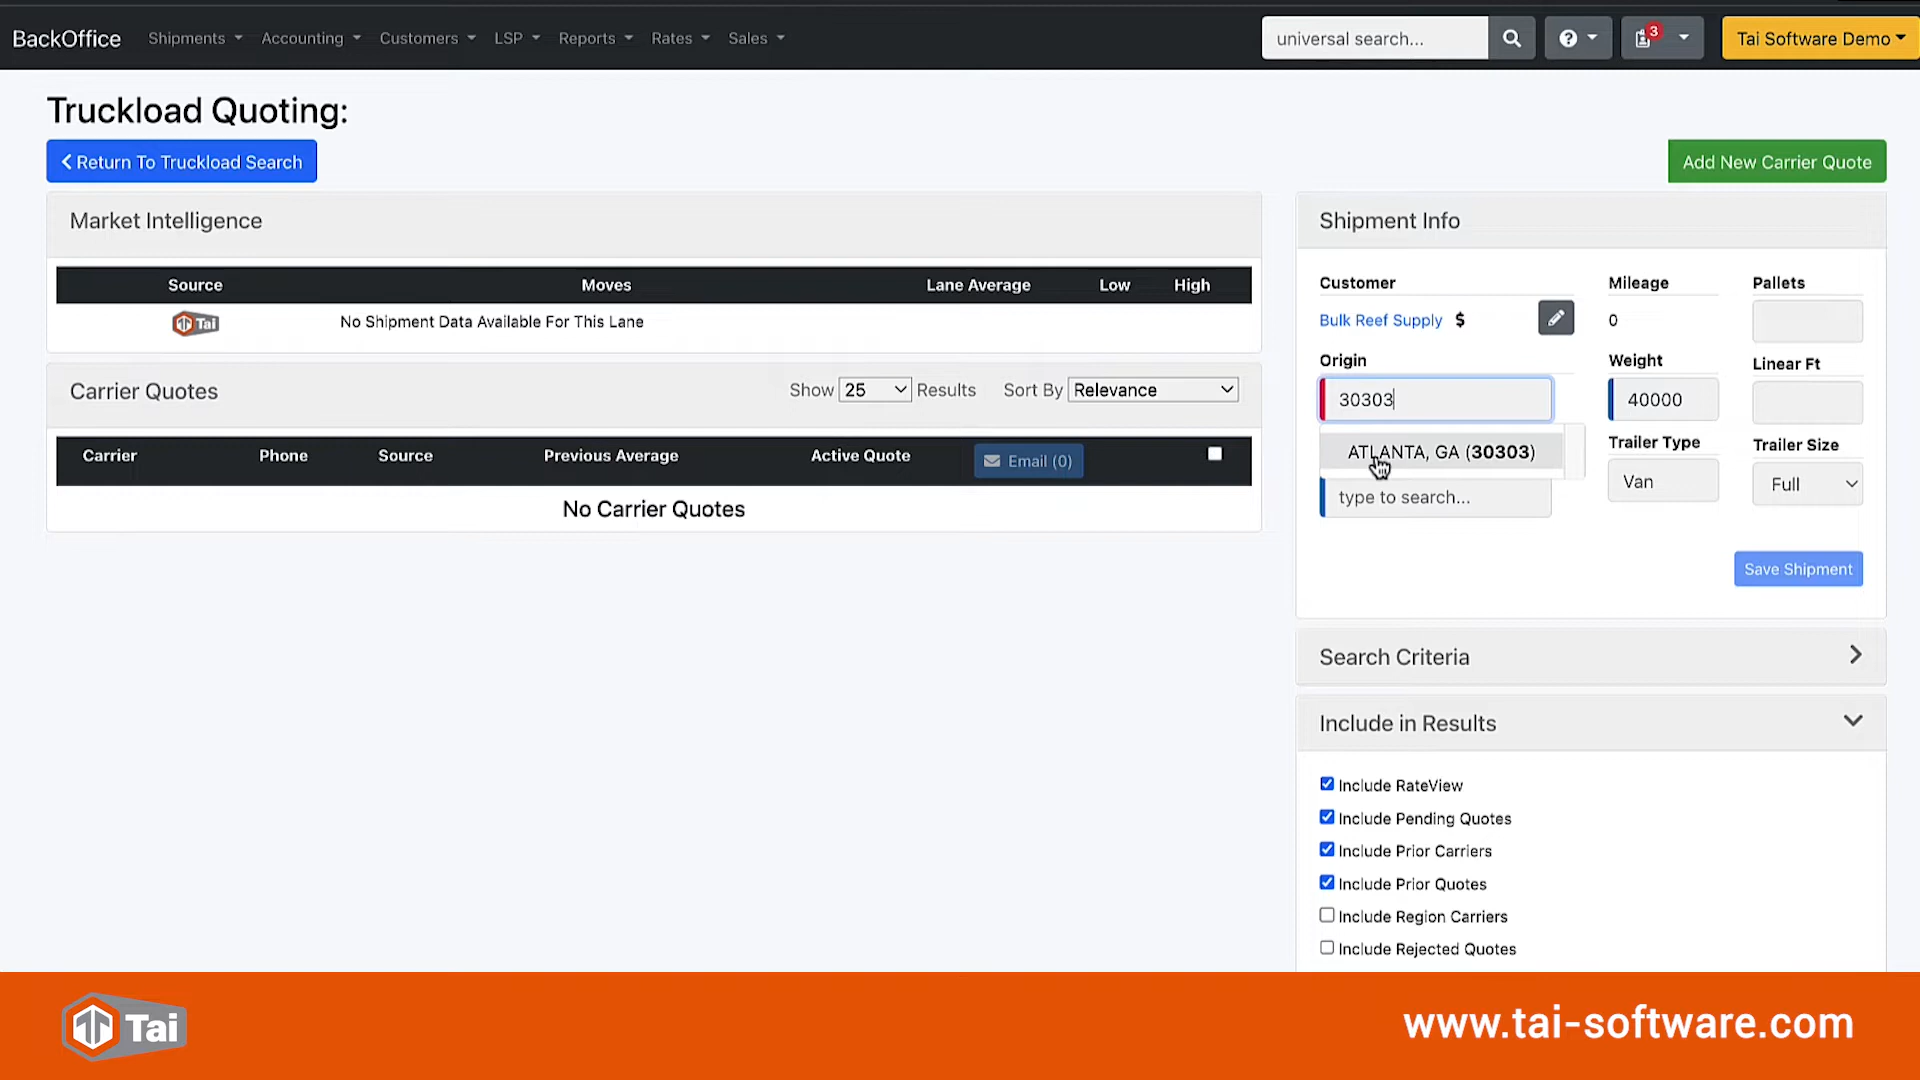 BackOffice Shipments Accounting Customers LSP Reports Rates Sales universal search... 3 Tai Software Demo
Truckload Quoting:
Return To Truckload Search
Add New Carrier Quote
Market Intelligence
Source Moves Lane Average Low High
Tai No Shipment Data Available For This Lane
Carrier Quotes Show 25 Results Sort By Relevance
Carrier Phone Source Previous Average Active Quote Email (0)
No Carrier Quotes
Shipment Info
Customer Mileage Pallets
Bulk Reef Supply $ 0
Origin Weight Linear Ft
30303 40000
ATLANTA, GA (30303) Trailer Type Trailer Size
type to search... Van Full
Save Shipment
Search Criteria
Include in Results
Include RateView
Include Pending Quotes
Include Prior Carriers
Include Prior Quotes
Include Region Carriers
Include Rejected Quotes
Tai www.tai-software.com